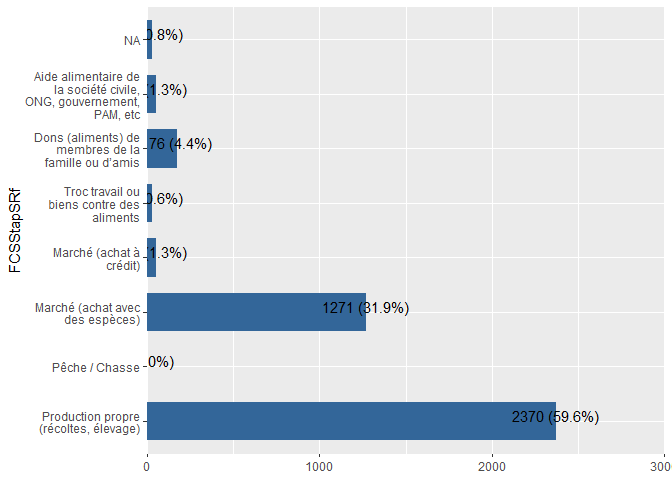 FCSStapSRf
NA
0.8%)
Aide alimentaire de
la société civile,
ONG, gouvernement,
PAM, etc
1.3%)
Dons (aliments) de
membres de la
famille ou d'amis
76 (4.4%)
Troc travail ou
biens contre des
aliments
0.6%)
Marché (achat à
crédit)
1.3%)
Marché (achat avec
des espèces)
1271 (31.9%)
Pêche / Chasse
0%)
Production propre
(récoltes, élevage)
2370 (59.6%)
0
1000
2000
300